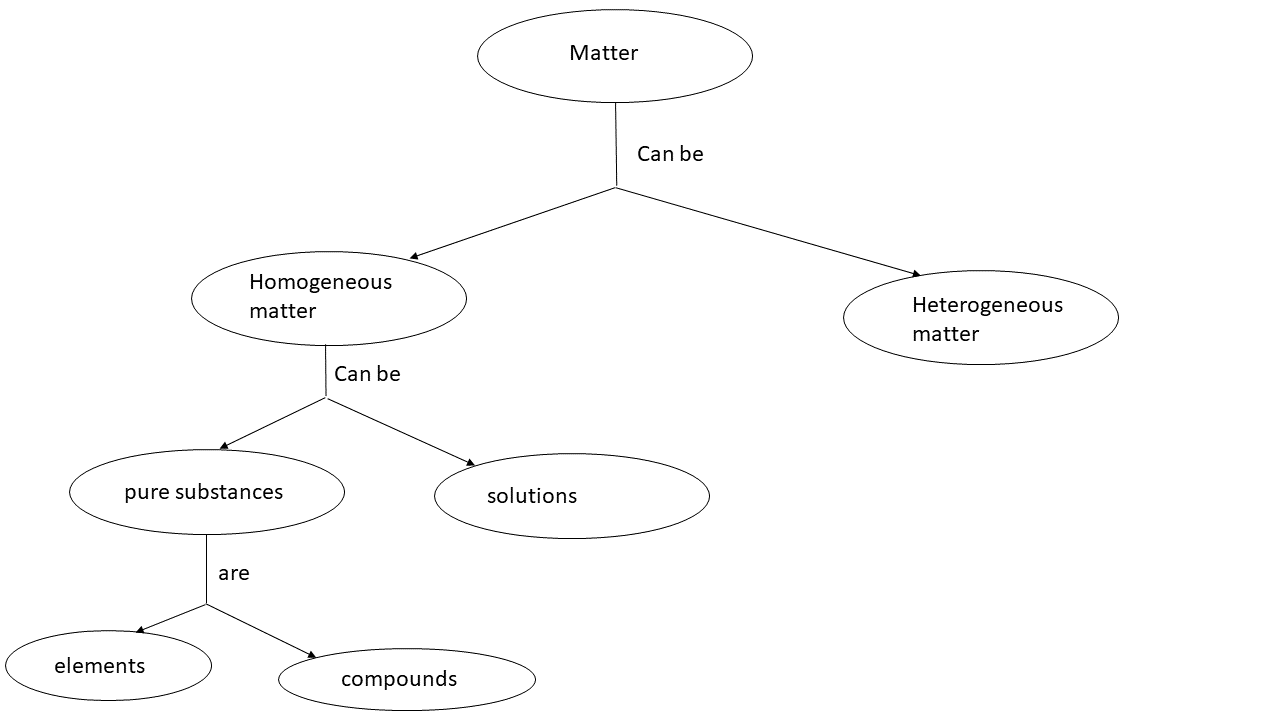 Matter
Can be
Homogeneous
matter
Heterogeneous
matter
Can be
pure substances
solutions
are
elements
compounds